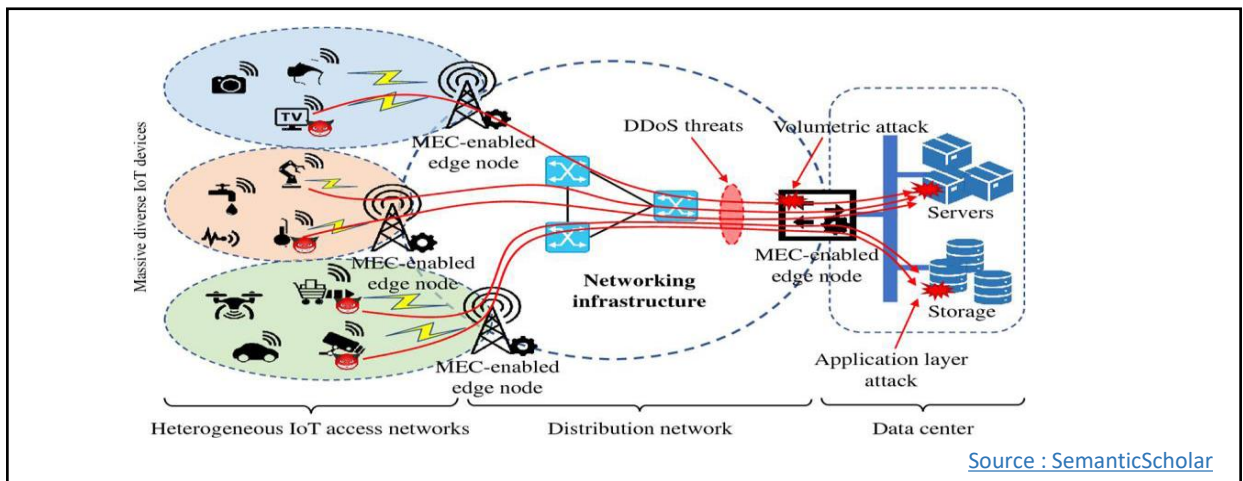 Massive diverse IoT devices
TV
MEC-enabled
edge node
MEC-enabled
edge node
MEC-enabled
edge node
DDoS threats
Volumetric attack
Networking
infrastructure
MEC-enabled
edge node
Servers
Storage
Application layer
attack
Heterogeneous IoT access networks
Distribution network
Data center
Source : SemanticScholar